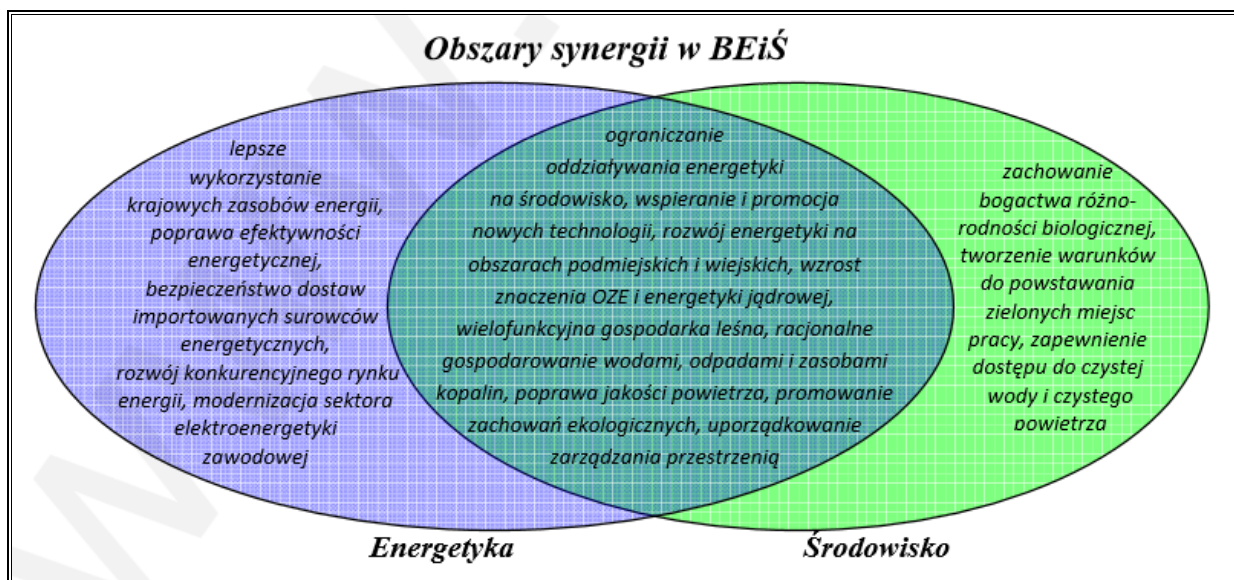 Obszary synergii w BEiŚ
lepsze
wykorzystanie
krajowych zasobów energii,
poprawa efektywności
energetycznej,
bezpieczeństwo dostaw
importowanych surowców
energetycznych,
rozwój konkurencyjnego rynku
energii, modernizacja sektora
elektroenergetyki
zawodowej
ograniczanie
oddziaływania energetyki
na środowisko, wspieranie i promocja
nowych technologii, rozwój energetyki na
obszarach podmiejskich i wiejskich, wzrost
znaczenia OZE i energetyki jądrowej,
wielofunkcyjna gospodarka leśna, racjonalne
gospodarowanie wodami, odpadami i zasobami
kopalin, poprawa jakości powietrza, promowanie
zachowań ekologicznych, uporządkowanie
zarządzania przestrzenią
zachowanie
bogactwa różno-
rodności biologicznej,
tworzenie warunków
do powstawania
zielonych miejsc
pracy, zapewnienie
dostępu do czystej
wody i czystego
powietrza
Energetyka
Środowisko